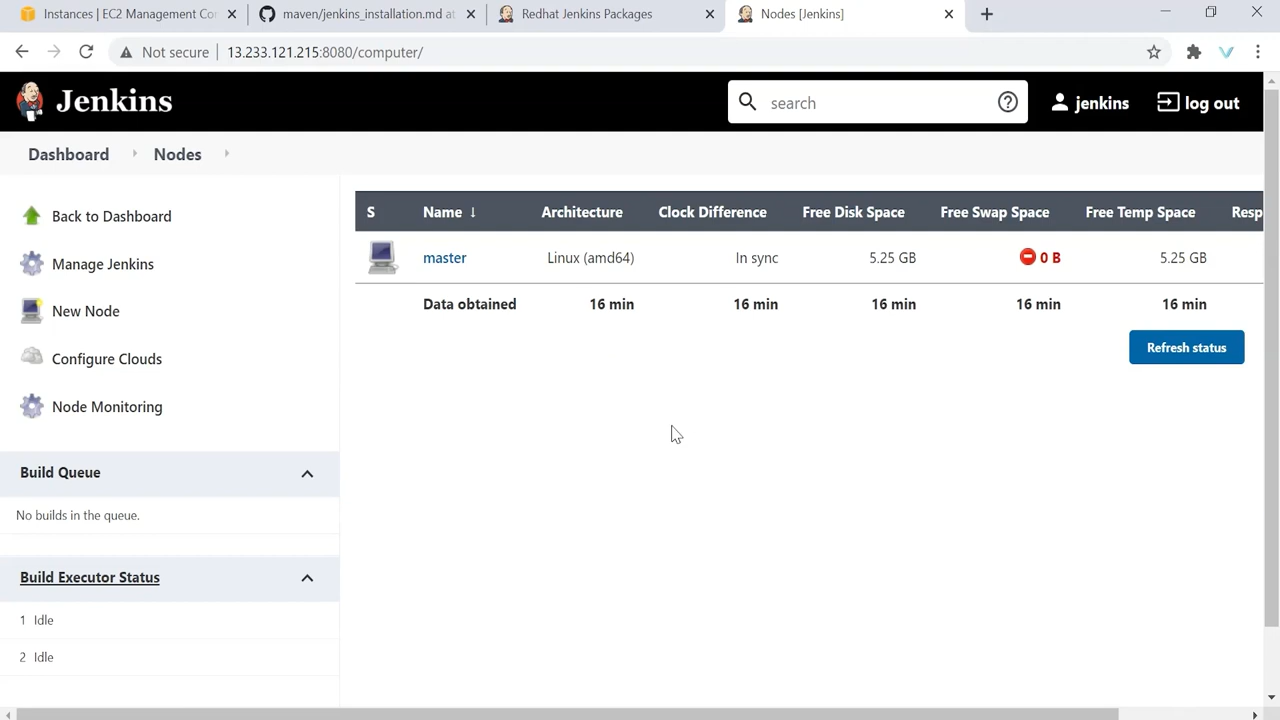 Instances | EC2 Management Cor
maven/jenkins_installation.md at
Redhat Jenkins Packages
Nodes [Jenkins]
Not secure
13.233.121.215:8080/computer/
Jenkins
search
jenkins
log out
Dashboard
Nodes
Back to Dashboard
Manage Jenkins
New Node
Configure Clouds
Node Monitoring
Build Queue
No builds in the queue.
Build Executor Status
1 Idle
2 Idle
S Name ↓ Architecture Clock Difference Free Disk Space Free Swap Space Free Temp Space Resp
master Linux (amd64) In sync 5.25 GB 0 B 5.25 GB
Data obtained 16 min 16 min 16 min 16 min 16 min
Refresh status